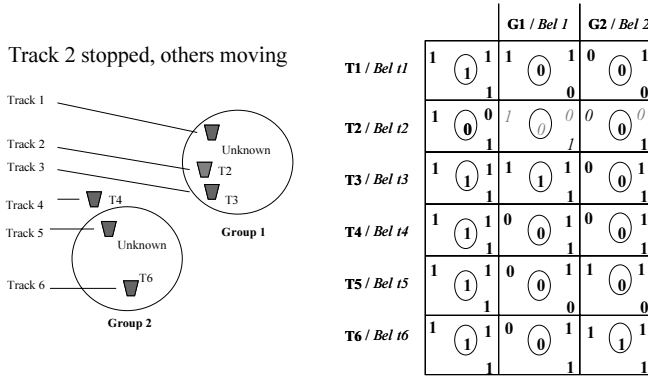 G1 / Bel 1 G2 / Bel 2
Track 2 stopped, others moving
T1 / Bel t1 1 1 1 1 1 1 0 0 0 0 0 0
Track 1
Unknown
T2 / Bel t2 1 0 0 1 1 0 0 1 0 0 0 1
Track 2
T2
Track 3
T3
T3 / Bel t3 1 1 1 1 1 1 1 1 0 0 0 1
Track 4
T4
Group 1
T4 / Bel t4 1 1 1 1 0 1 0 1 0 0 0 1
Track 5
Unknown
T5 / Bel t5 1 1 1 1 0 1 0 0 1 1 0 0
Track 6
T6
Group 2
T6 / Bel t6 1 1 1 1 0 1 0 1 1 1 1 1